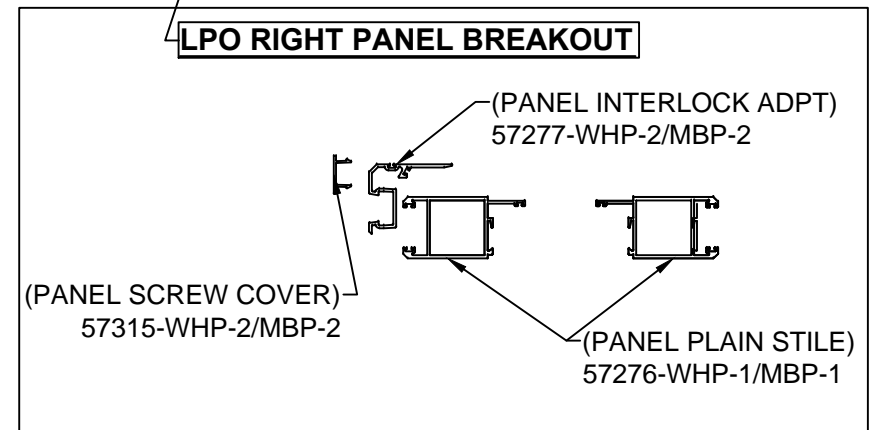 LPO RIGHT PANEL BREAKOUT
(PANEL INTERLOCK ADPT)
57277-WHP-2/MBP-2
(PANEL SCREW COVER)
57315-WHP-2/MBP-2
(PANEL PLAIN STILE)
57276-WHP-1/MBP-1